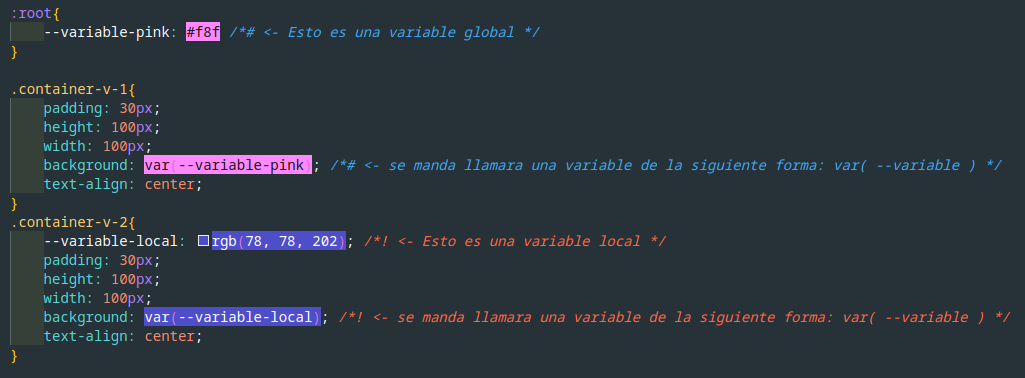 :root{
    --variable-pink: #f8f /*# <- Esto es una variable global */
}

.container-v-1{
    padding: 30px;
    height: 100px;
    width: 100px;
    background: var(--variable-pink); /*# <- se manda llamara una variable de la siguiente forma: var( --variable ) */
    text-align: center;
}
.container-v-2{
    --variable-local: rgb(78, 78, 202); /*! <- Esto es una variable local */
    padding: 30px;
    height: 100px;
    width: 100px;
    background: var(--variable-local); /*! <- se manda llamara una variable de la siguiente forma: var( --variable ) */
    text-align: center;
}